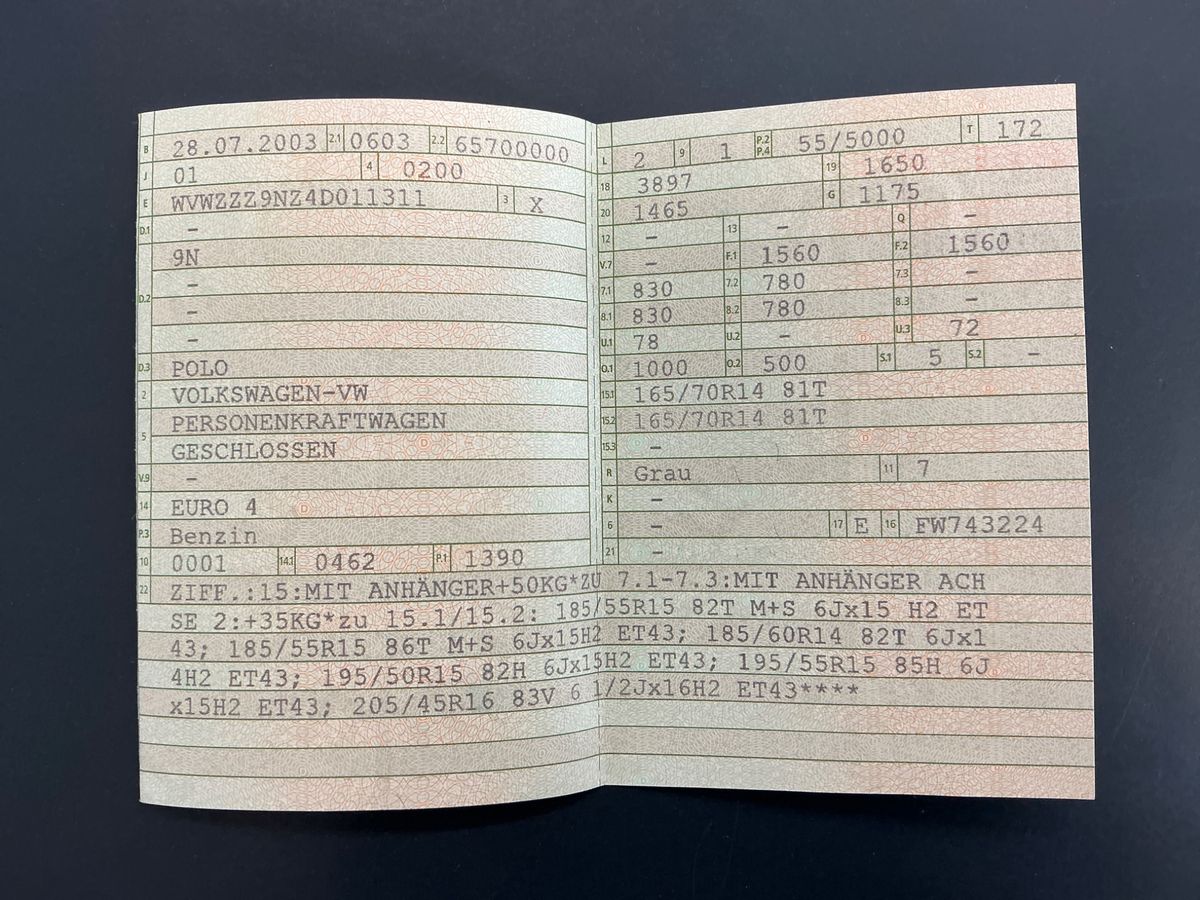 B 28.07.2003 2.1 0603 2.2 65700000
J 01 4 0200
E WVWZZZ9NZ4D011311 3 X
D.1 –
9N
D.2 –
–
–
D.3 POLO
2 VOLKSWAGEN-VW
5 PERSONENKRAFTWAGEN
GESCHLOSSEN
V.9 –
14 EURO 4
P.3 Benzin
10 0001 14.1 0462 P.1 1390
L 2 9 1 P.2 P.4 55/5000 T 172
18 3897 19 1650
20 1465 G 1175
12 – 13 – Q –
V.7 – F.1 1560 F.2 1560
7.1 830 7.2 780 7.3 –
8.1 830 8.2 780 8.3 –
U.1 78 U.2 – U.3 72
O.1 1000 O.2 500 S.1 5 S.2 –
15.1 165/70R14 81T
15.2 165/70R14 81T
15.3 –
R Grau 11 7
K –
6 – 17 E 16 FW743224
21 –
22 ZIFF.:15:MIT ANHÄNGER+50KG*ZU 7.1-7.3:MIT ANHÄNGER ACH
SE 2:+35KG*zu 15.1/15.2: 185/55R15 82T M+S 6Jx15 H2 ET
43; 185/55R15 86T M+S 6Jx15H2 ET43; 185/60R14 82T 6Jx1
4H2 ET43; 195/50R15 82H 6Jx15H2 ET43; 195/55R15 85H 6J
x15H2 ET43; 205/45R16 83V 6 1/2Jx16H2 ET43****